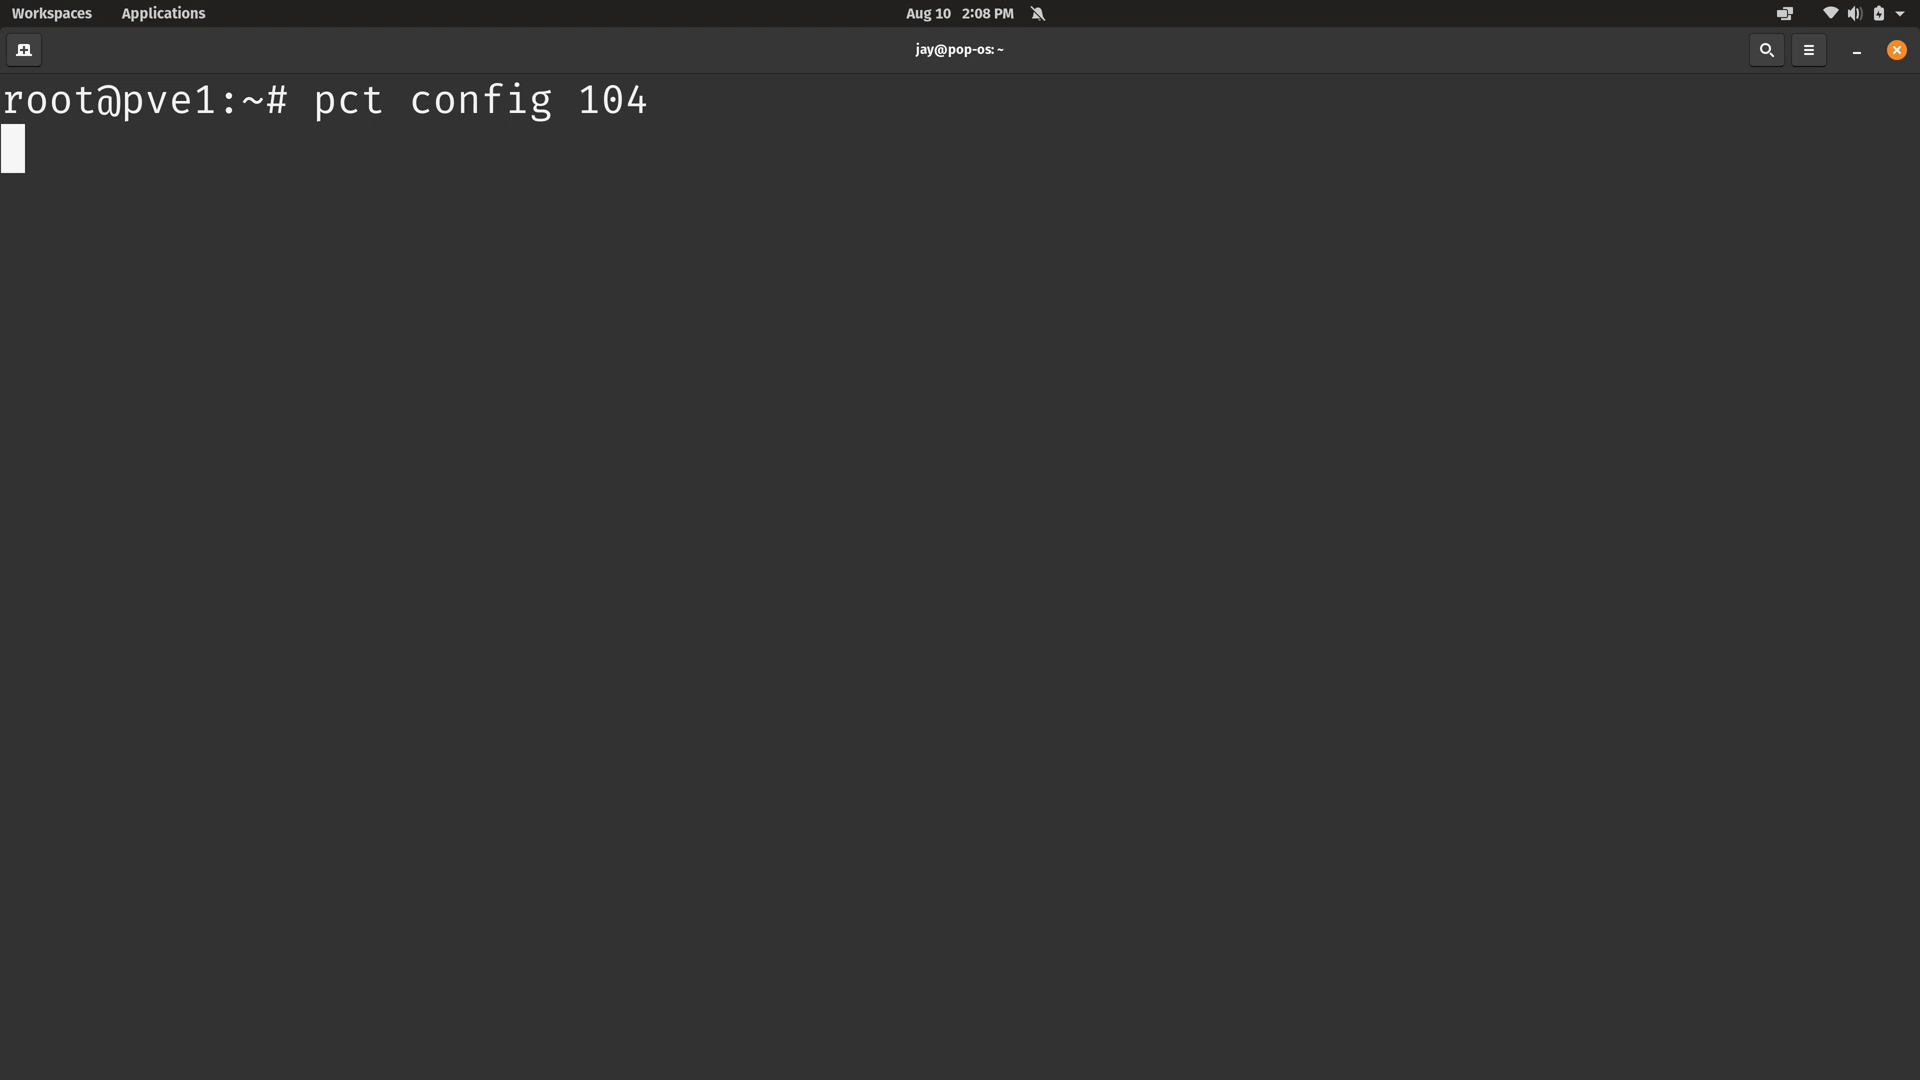 Workspaces Applications Aug 10 2:08 PM
jay@pop-os: ~
root@pve1:~# pct config 104